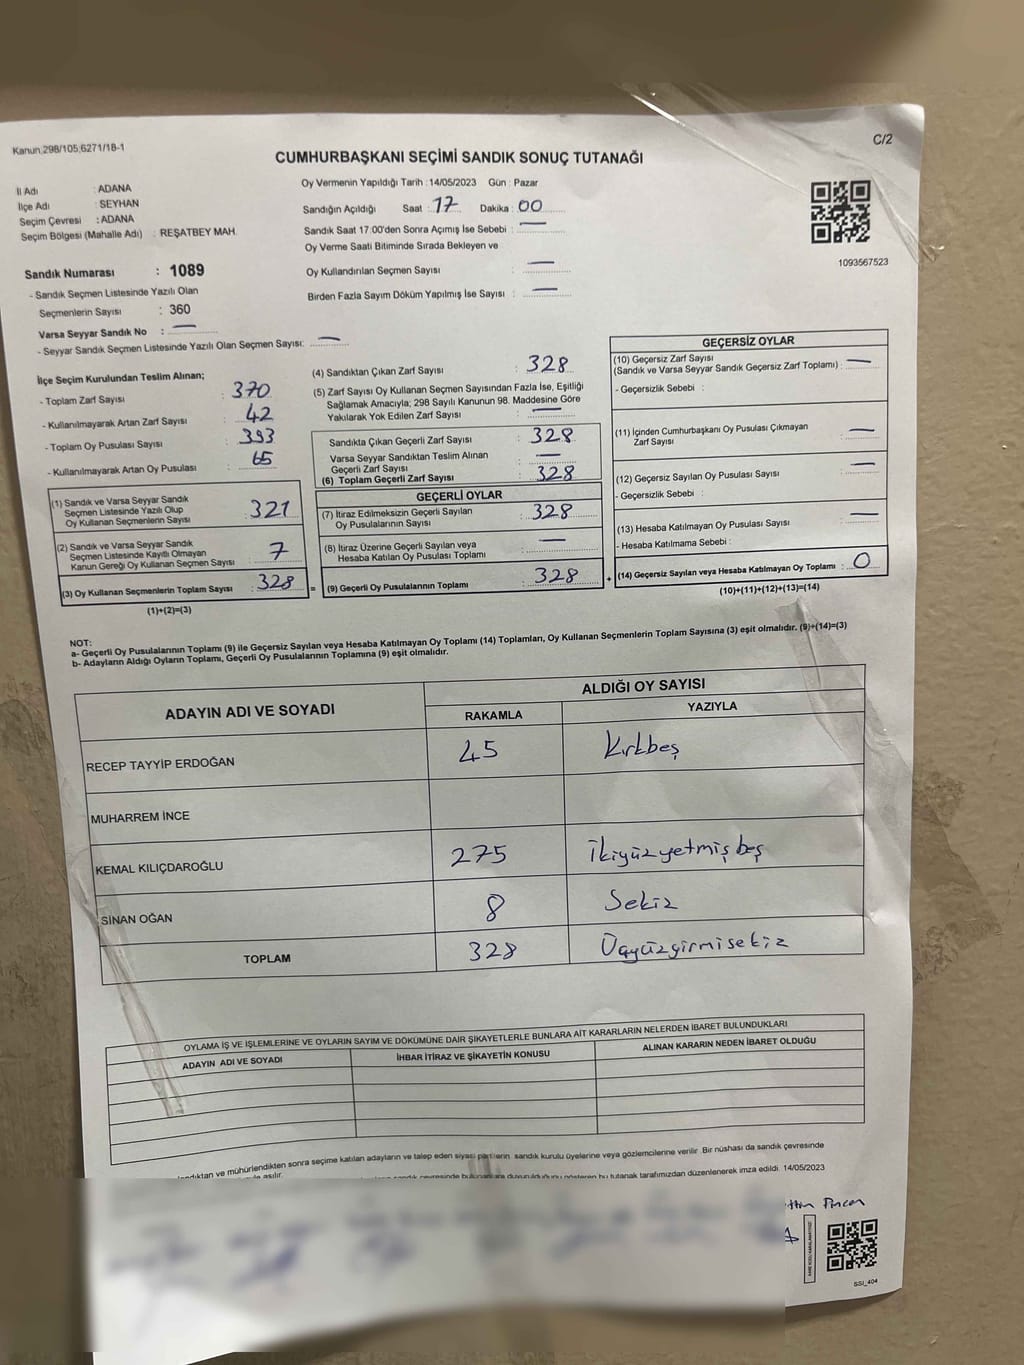 Kanun;298/105;6271/18-1
C/2
CUMHURBAŞKANI SEÇİMİ SANDIK SONUÇ TUTANAĞI
İl Adı : ADANA
İlçe Adı : SEYHAN
Seçim Çevresi : ADANA
Seçim Bölgesi (Mahalle Adı) : REŞATBEY MAH.
Oy Vermenin Yapıldığı Tarih : 14/05/2023 Gün : Pazar
Sandığın Açıldığı Saat : 17 Dakika : 00
Sandık Saat 17.00'den Sonra Açımış İse Sebebi : —
Oy Verme Saati Bitiminde Sırada Bekleyen ve
Oy Kullandırılan Seçmen Sayısı : —
Birden Fazla Sayım Döküm Yapılmış İse Sayısı : —
1093567523
Sandık Numarası : 1089
- Sandık Seçmen Listesinde Yazılı Olan
Seçmenlerin Sayısı : 360
Varsa Seyyar Sandık No : —
- Seyyar Sandık Seçmen Listesinde Yazılı Olan Seçmen Sayısı: —
İlçe Seçim Kurulundan Teslim Alınan;
- Toplam Zarf Sayısı : 370
- Kullanılmayarak Artan Zarf Sayısı : 42
- Toplam Oy Pusulası Sayısı : 393
- Kullanılmayarak Artan Oy Pusulası : 65
(1) Sandık ve Varsa Seyyar Sandık
Seçmen Listesinde Yazılı Olup
Oy Kullanan Seçmenlerin Sayısı : 321
(2) Sandık ve Varsa Seyyar Sandık
Seçmen Listesinde Kayıtlı Olmayan
Kanun Gereği Oy Kullanan Seçmen Sayısı : 7
(3) Oy Kullanan Seçmenlerin Toplam Sayısı : 328
(1)+(2)=(3)
(4) Sandıktan Çıkan Zarf Sayısı : 328
(5) Zarf Sayısı Oy Kullanan Seçmen Sayısından Fazla İse, Eşitliği
Sağlamak Amacıyla; 298 Sayılı Kanunun 98. Maddesine Göre
Yakılarak Yok Edilen Zarf Sayısı : —
Sandıkta Çıkan Geçerli Zarf Sayısı : 328
Varsa Seyyar Sandıktan Teslim Alınan
Geçerli Zarf Sayısı : —
(6) Toplam Geçerli Zarf Sayısı : 328
GEÇERLİ OYLAR
(7) İtiraz Edilmeksizin Geçerli Sayılan
Oy Pusulalarının Sayısı : 328
(8) İtiraz Üzerine Geçerli Sayılan veya
Hesaba Katılan Oy Pusulası Toplamı : —
= (9) Geçerli Oy Pusulalarının Toplamı : 328
GEÇERSİZ OYLAR
(10) Geçersiz Zarf Sayısı
(Sandık ve Varsa Seyyar Sandık Geçersiz Zarf Toplamı) : —
- Geçersizlik Sebebi :
(11) İçinden Cumhurbaşkanı Oy Pusulası Çıkmayan
Zarf Sayısı : —
(12) Geçersiz Sayılan Oy Pusulası Sayısı : —
- Geçersizlik Sebebi :
(13) Hesaba Katılmayan Oy Pusulası Sayısı : —
- Hesaba Katılmama Sebebi :
+ (14) Geçersiz Sayılan veya Hesaba Katılmayan Oy Toplamı : 0
(10)+(11)+(12)+(13)=(14)
NOT:
a- Geçerli Oy Pusulalarının Toplamı (9) ile Geçersiz Sayılan veya Hesaba Katılmayan Oy Toplamı (14) Toplamları, Oy Kullanan Seçmenlerin Toplam Sayısına (3) eşit olmalıdır. (9)+(14)=(3)
b- Adayların Aldığı Oyların Toplamı, Geçerli Oy Pusulalarının Toplamına (9) eşit olmalıdır.
ADAYIN ADI VE SOYADI ALDIĞI OY SAYISI
RAKAMLA YAZIYLA
RECEP TAYYİP ERDOĞAN 45 Kırkbeş
MUHARREM İNCE
KEMAL KILIÇDAROĞLU 275 İkiyüzyetmişbeş
SİNAN OĞAN 8 Sekiz
TOPLAM 328 Üçyüzyirmisekiz
OYLAMA İŞ VE İŞLEMLERİNE VE OYLARIN SAYIM VE DÖKÜMÜNE DAİR ŞİKAYETLERLE BUNLARA AİT KARARLARIN NELERDEN İBARET BULUNDUKLARI
ADAYIN ADI VE SOYADI İHBAR İTİRAZ VE ŞİKAYETİN KONUSU ALINAN KARARIN NEDEN İBARET OLDUĞU
ve mühürlendikten sonra seçime katılan adayların ve talep eden siyasi partilerin sandık kurulu üyelerine veya gözlemcilerine verilir. Bir nüshası da sandık çevresinde
asılır.
sandık çevresinde bulunanlara duyurulduğunu gösteren bu tutanak tarafımızdan düzenlenerek imza edildi. 14/05/2023
SSI_404